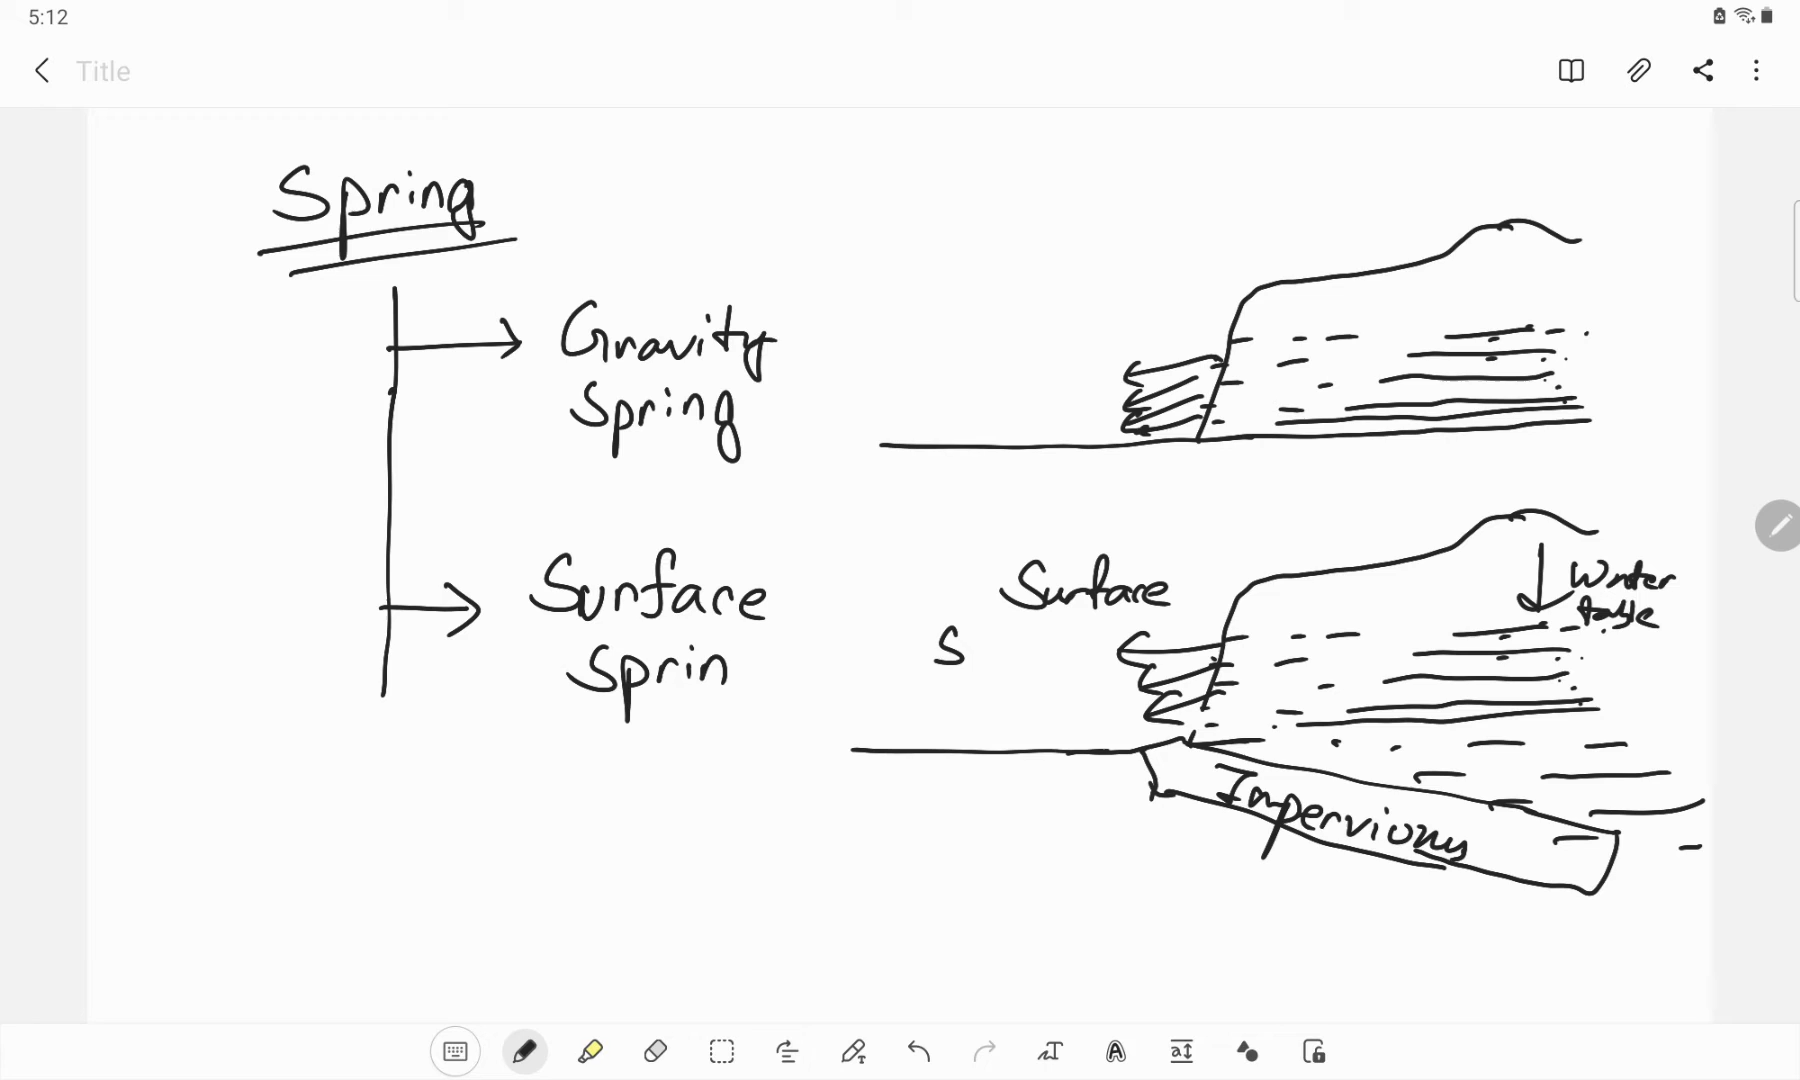 5:12
Title
Spring
Gravity
Spring
Surface
Sprin
Surface
S
Water
table
Impervious